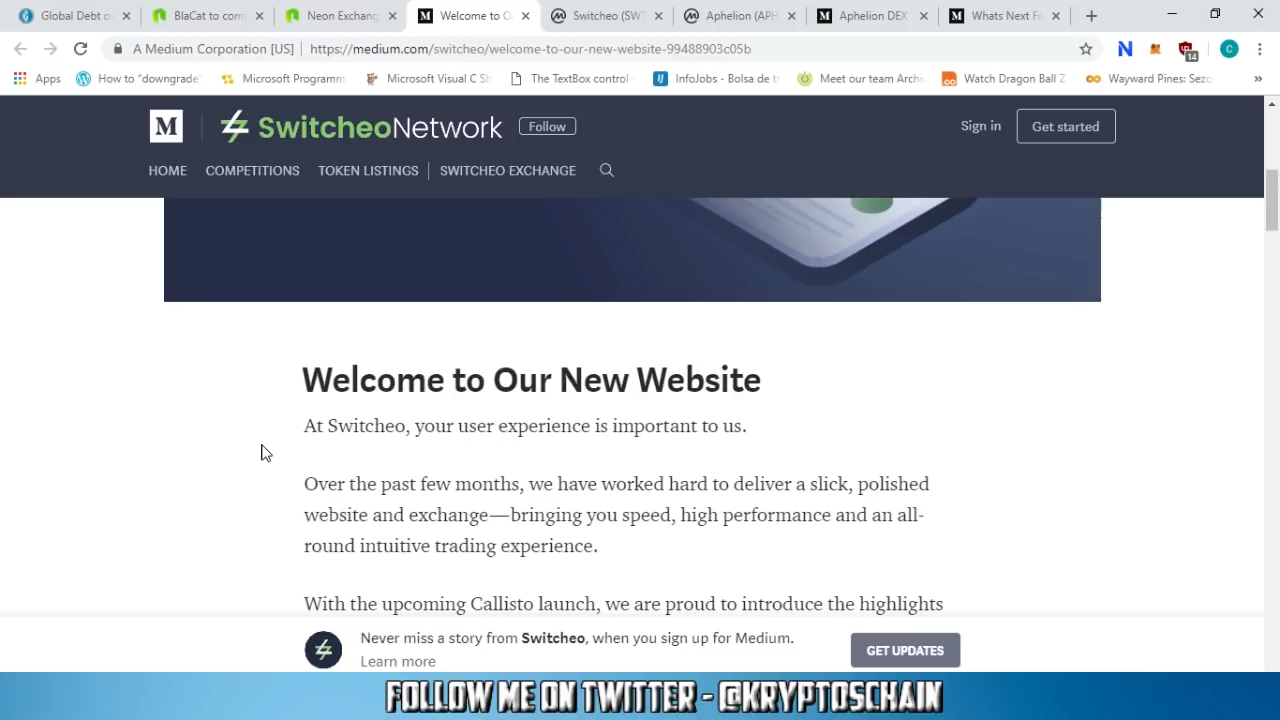 Global Debt o
BlaCat to comp
Neon Exchang
Welcome to O
Switcheo (SWT
Aphelion (APH
Aphelion DEX
Whats Next Fo
A Medium Corporation [US] | https://medium.com/switcheo/welcome-to-our-new-website-99488903c05b
N
14
C
Apps
How to "downgrade"
Microsoft Programm
Microsoft Visual C Sh
The TextBox control
InfoJobs - Bolsa de t
Meet our team Arche
Watch Dragon Ball Z
Wayward Pines: Sezo
»
M
SwitcheoNetwork
Follow
Sign in
Get started
HOME
COMPETITIONS
TOKEN LISTINGS
SWITCHEO EXCHANGE
Welcome to Our New Website
At Switcheo, your user experience is important to us.
Over the past few months, we have worked hard to deliver a slick, polished
website and exchange—bringing you speed, high performance and an all-
round intuitive trading experience.
With the upcoming Callisto launch, we are proud to introduce the highlights
Never miss a story from Switcheo, when you sign up for Medium.
Learn more
GET UPDATES
FOLLOW ME ON TWITTER - @KRYPTOSCHAIN